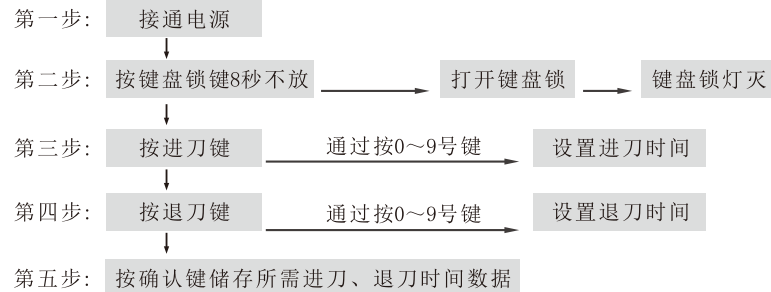 第一步: 接通电源
第二步: 按键盘锁键8秒不放 打开键盘锁 键盘锁灯灭
第三步: 按进刀键 通过按0～9号键 设置进刀时间
第四步: 按退刀键 通过按0～9号键 设置退刀时间
第五步: 按确认键储存所需进刀、退刀时间数据